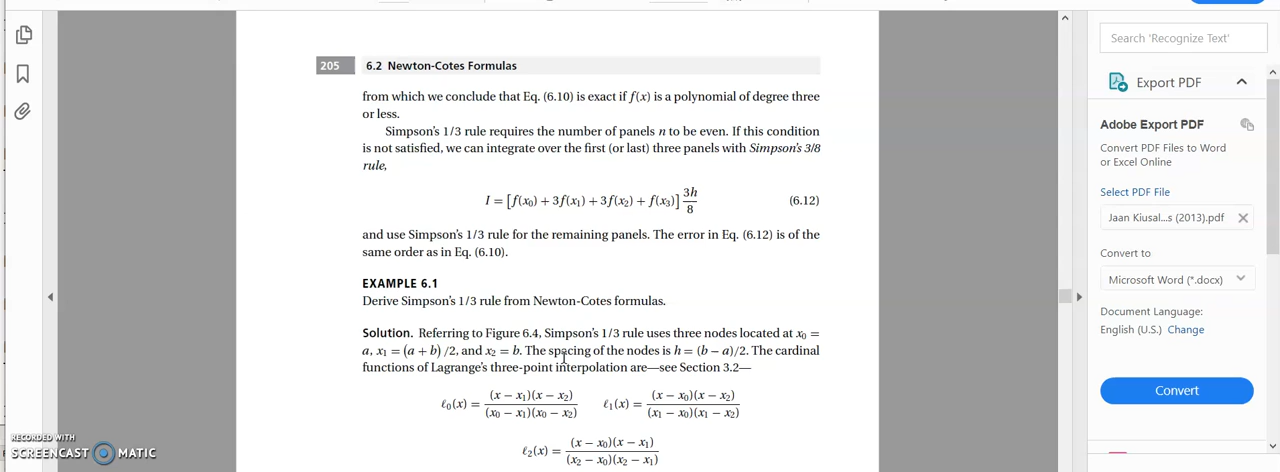 205 6.2 Newton-Cotes Formulas
from which we conclude that Eq. (6.10) is exact if f(x) is a polynomial of degree three
or less.
Simpson's 1/3 rule requires the number of panels n to be even. If this condition
is not satisfied, we can integrate over the first (or last) three panels with Simpson's 3/8
rule,
I = [f(x₀) + 3f(x₁) + 3f(x₂) + f(x₃)] 3h/8 (6.12)
and use Simpson's 1/3 rule for the remaining panels. The error in Eq. (6.12) is of the
same order as in Eq. (6.10).
EXAMPLE 6.1
Derive Simpson's 1/3 rule from Newton-Cotes formulas.
Solution. Referring to Figure 6.4, Simpson's 1/3 rule uses three nodes located at x₀ =
a, x₁ = (a + b) /2, and x₂ = b. The spacing of the nodes is h = (b − a)/2. The cardinal
functions of Lagrange's three-point interpolation are—see Section 3.2—
ℓ₀(x) = (x − x₁)(x − x₂)/(x₀ − x₁)(x₀ − x₂) ℓ₁(x) = (x − x₀)(x − x₂)/(x₁ − x₀)(x₁ − x₂)
ℓ₂(x) = (x − x₀)(x − x₁)/(x₂ − x₀)(x₂ − x₁)
Search 'Recognize Text'
Export PDF
Adobe Export PDF
Convert PDF Files to Word
or Excel Online
Select PDF File
Jaan Kiusal...s (2013).pdf
Convert to
Microsoft Word (*.docx)
Document Language:
English (U.S.) Change
Convert
RECORDED WITH
SCREENCAST MATIC